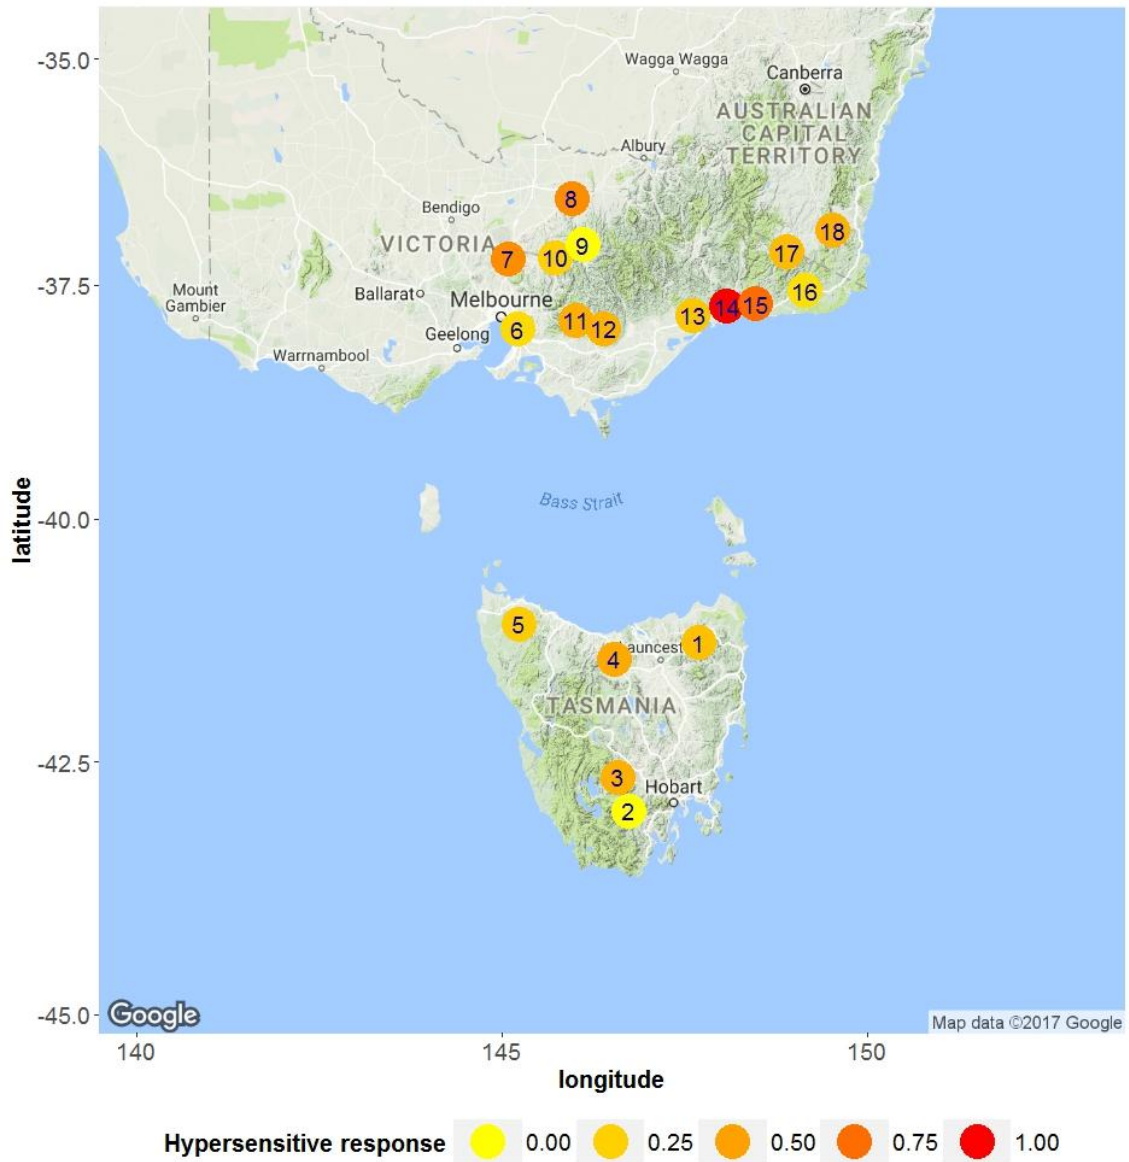 -35.0
Wagga Wagga
Canberra
AUSTRALIAN
CAPITAL
TERRITORY
Albury
8
Bendigo
VICTORIA
18
9
17
7
10
-37.5
Mount
Gambier
Ballarat
Melbourne
16
14
15
13
11
12
6
Geelong
Warrnambool
latitude
-40.0
Bass Strait
5
1
4
auncest
TASMANIA
-42.5
3
Hobart
2
-45.0
Google
Map data ©2017 Google
140
145
150
longitude
Hypersensitive response 0.00 0.25 0.50 0.75 1.00